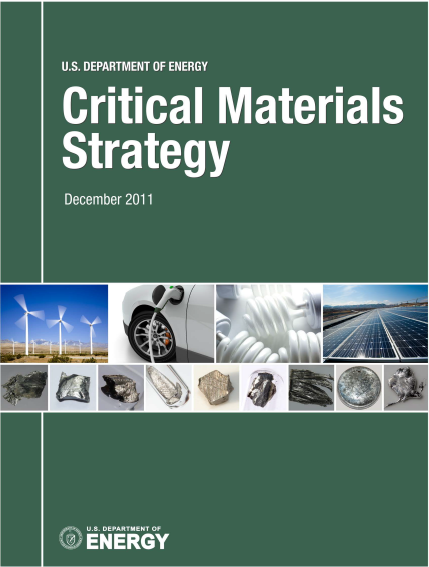 U.S. DEPARTMENT OF ENERGY
Critical Materials
Strategy
December 2011
U.S. DEPARTMENT OF
ENERGY